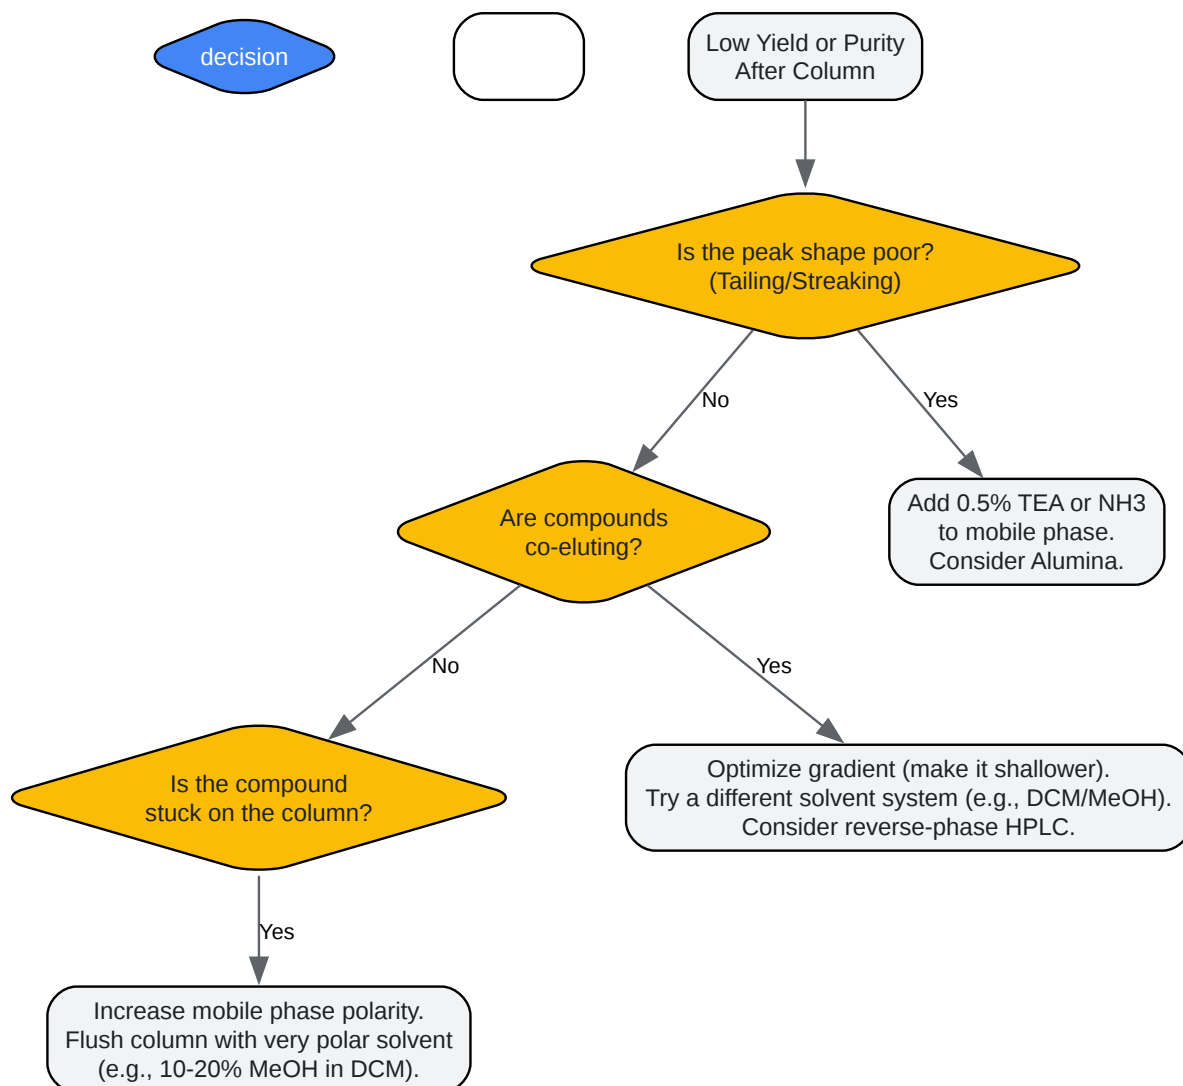 decision
Low Yield or Purity
After Column
Is the peak shape poor?
(Tailing/Streaking)
No
Yes
Are compounds
co-eluting?
Add 0.5% TEA or NH3
to mobile phase.
Consider Alumina.
No
Yes
Is the compound
stuck on the column?
Optimize gradient (make it shallower).
Try a different solvent system (e.g., DCM/MeOH).
Consider reverse-phase HPLC.
Yes
Increase mobile phase polarity.
Flush column with very polar solvent
(e.g., 10-20% MeOH in DCM).